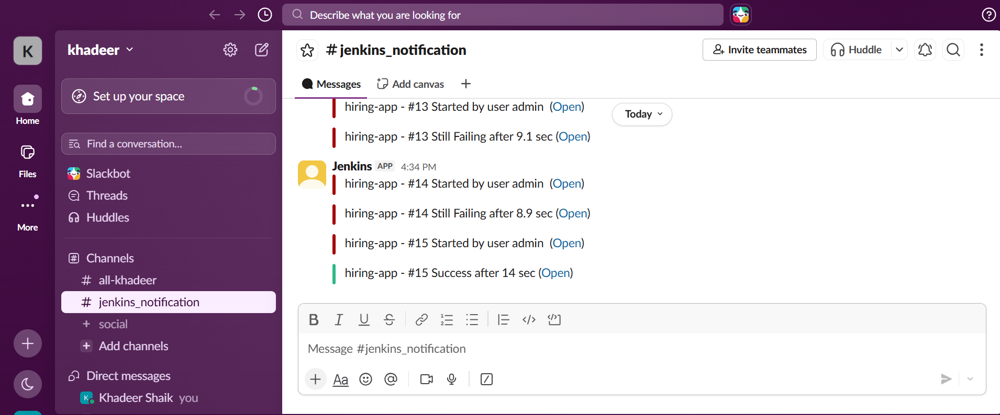 Describe what you are looking for
K
Home
Files
More
khadeer
Set up your space
Find a conversation...
Slackbot
Threads
Huddles
Channels
# all-khadeer
# jenkins_notification
+ social
+ Add channels
Direct messages
K Khadeer Shaik you
# jenkins_notification
Invite teammates
Huddle
Messages
Add canvas
Today
hiring-app - #13 Started by user admin (Open)
hiring-app - #13 Still Failing after 9.1 sec (Open)
Jenkins APP 4:34 PM
hiring-app - #14 Started by user admin (Open)
hiring-app - #14 Still Failing after 8.9 sec (Open)
hiring-app - #15 Started by user admin (Open)
hiring-app - #15 Success after 14 sec (Open)
B I U S
Message #jenkins_notification
Aa